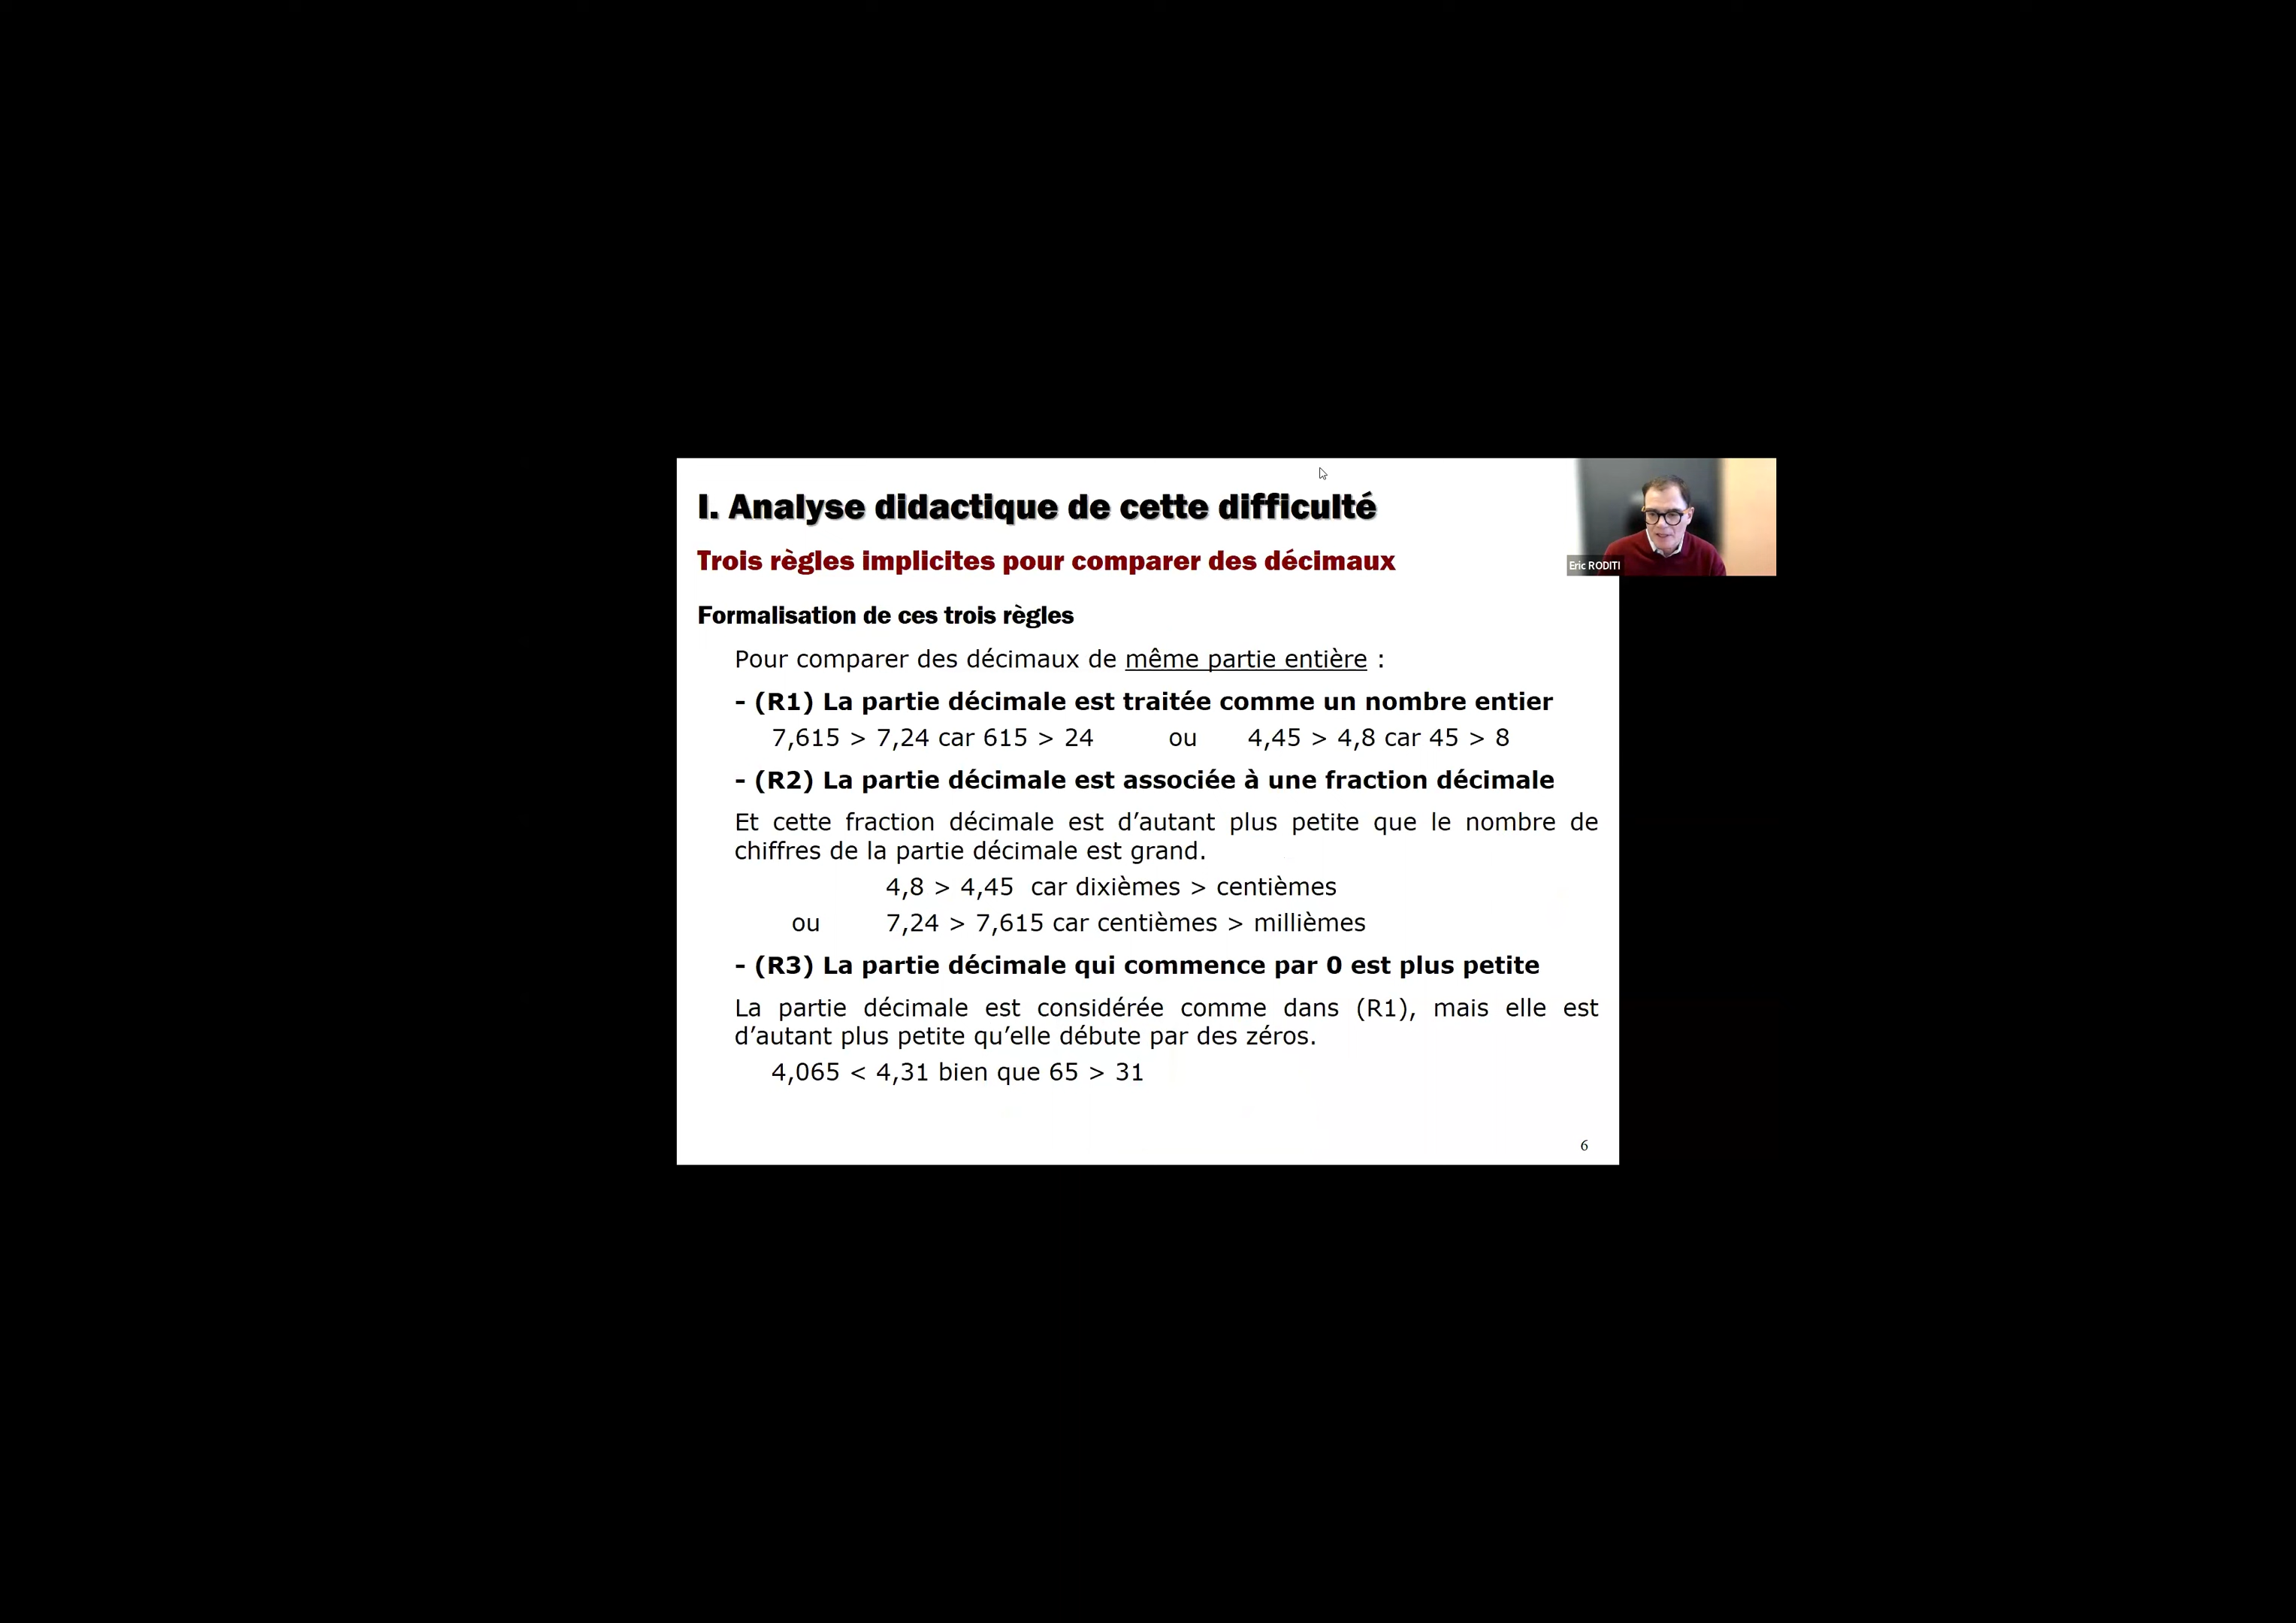 I. Analyse didactique de cette difficulté
Trois règles implicites pour comparer des décimaux
Eric RODITI
Formalisation de ces trois règles
Pour comparer des décimaux de même partie entière :
- (R1) La partie décimale est traitée comme un nombre entier
7,615 > 7,24 car 615 > 24 ou 4,45 > 4,8 car 45 > 8
- (R2) La partie décimale est associée à une fraction décimale
Et cette fraction décimale est d’autant plus petite que le nombre de
chiffres de la partie décimale est grand.
4,8 > 4,45 car dixièmes > centièmes
ou 7,24 > 7,615 car centièmes > millièmes
- (R3) La partie décimale qui commence par 0 est plus petite
La partie décimale est considérée comme dans (R1), mais elle est
d’autant plus petite qu’elle débute par des zéros.
4,065 < 4,31 bien que 65 > 31
6